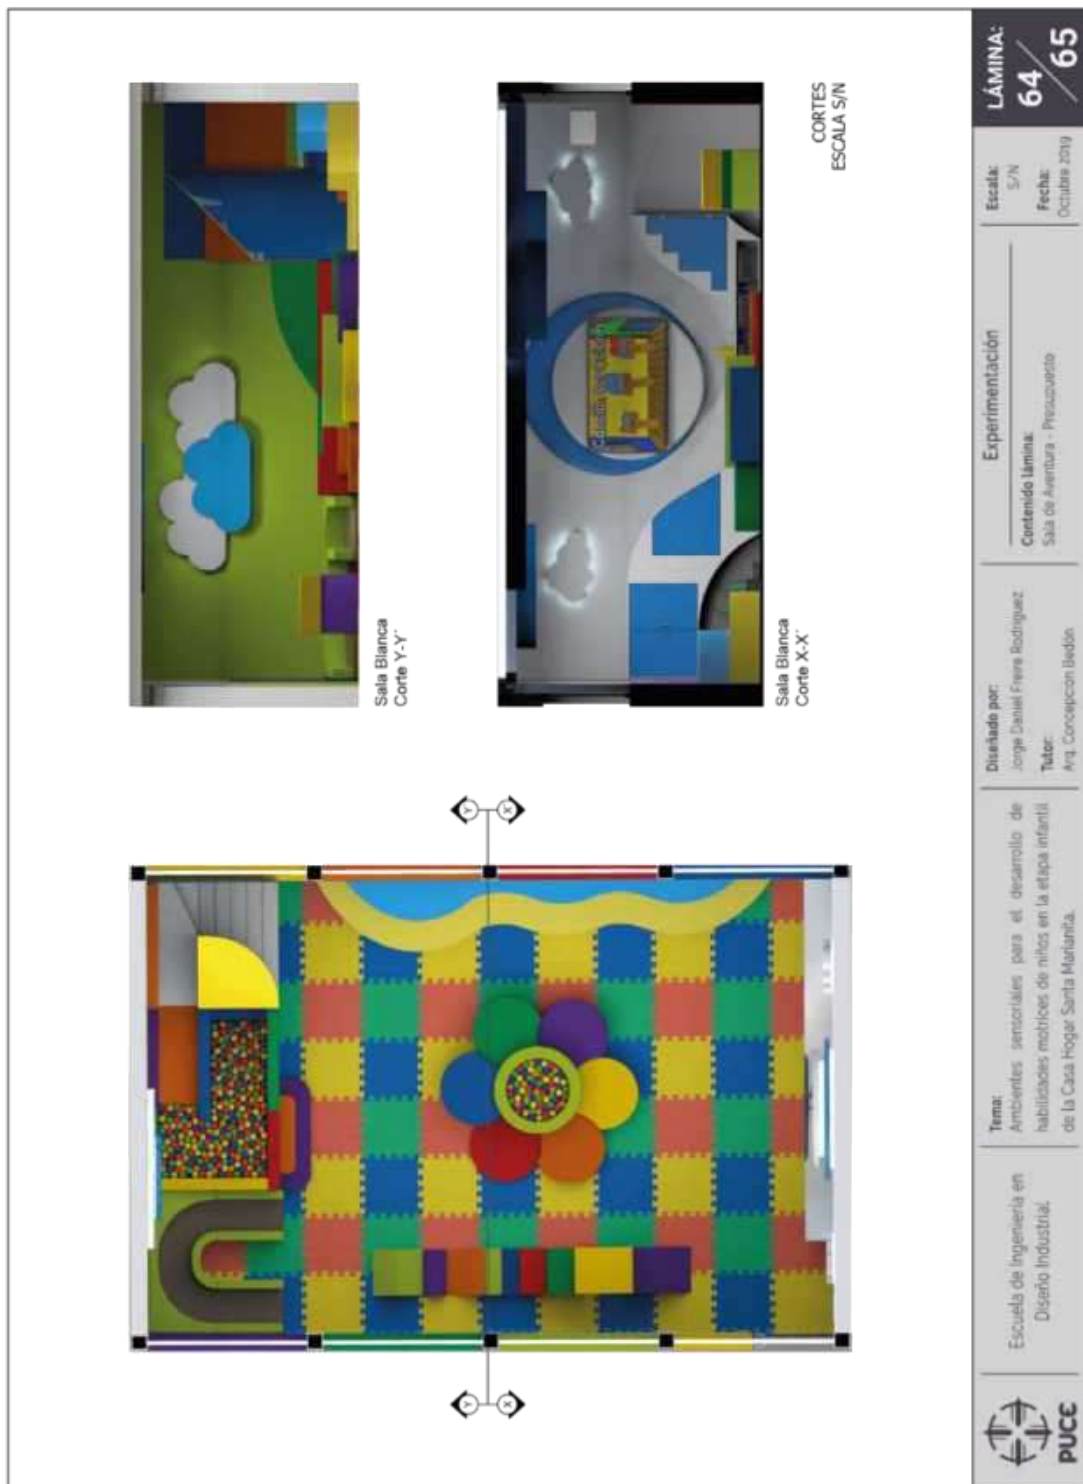 Y
X
Y
X
Sala Blanca
Corte Y-Y´
Sala Blanca
Corte X-X´
CORTES
ESCALA S/N
PUCE
Escuela de Ingeniería en
Diseño Industrial.
Tema:
Ambientes sensoriales para el desarrollo de
habilidades motrices de niños en la etapa infantil
de la Casa Hogar Santa Marianita.
Diseñado por:
Jorge Daniel Freire Rodríguez
Tutor:
Arq. Concepción Bedón
Experimentación
Contenido lámina:
Sala de Aventura - Presupuesto
Escala:
S/N
Fecha:
Octubre 2019
LÁMINA:
64/65